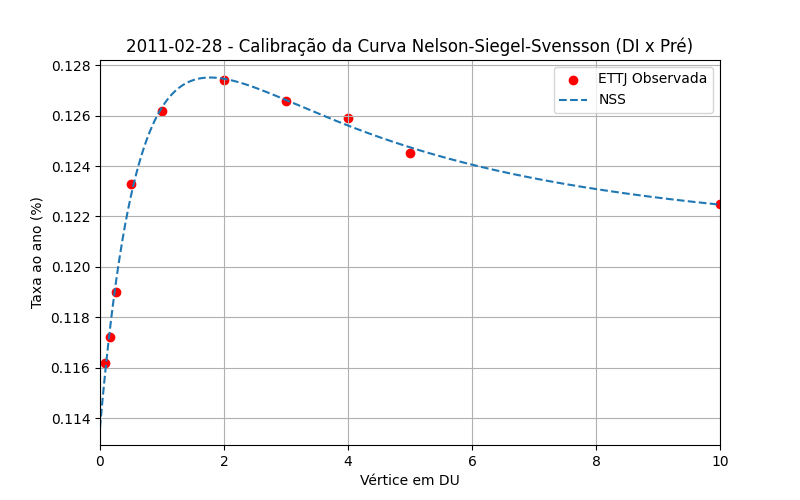 2011-02-28 - Calibração da Curva Nelson-Siegel-Svensson (DI x Pré)
ETTJ Observada
NSS
Taxa ao ano (%)
0.128
0.126
0.124
0.122
0.120
0.118
0.116
0.114
0 2 4 6 8 10
Vértice em DU